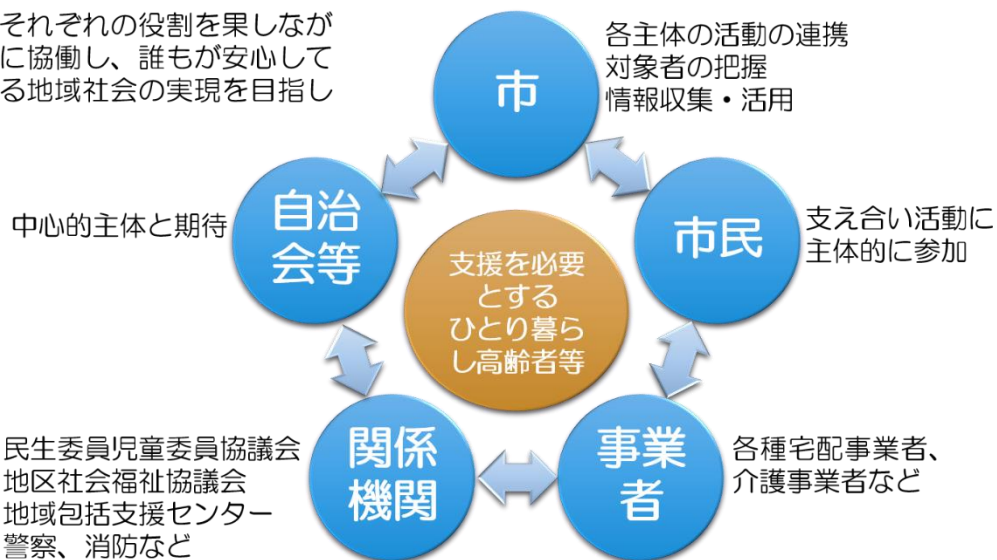 それぞれの役割を果しなが
に協働し、誰もが安心して
る地域社会の実現を目指し
市
各主体の活動の連携
対象者の把握
情報収集・活用
中心的主体と期待
自治
会等
市民
支え合い活動に
主体的に参加
支援を必要
とする
ひとり暮ら
し高齢者等
民生委員児童委員協議会
地区社会福祉協議会
地域包括支援センター
警察、消防など
関係
機関
事業
者
各種宅配事業者、
介護事業者など